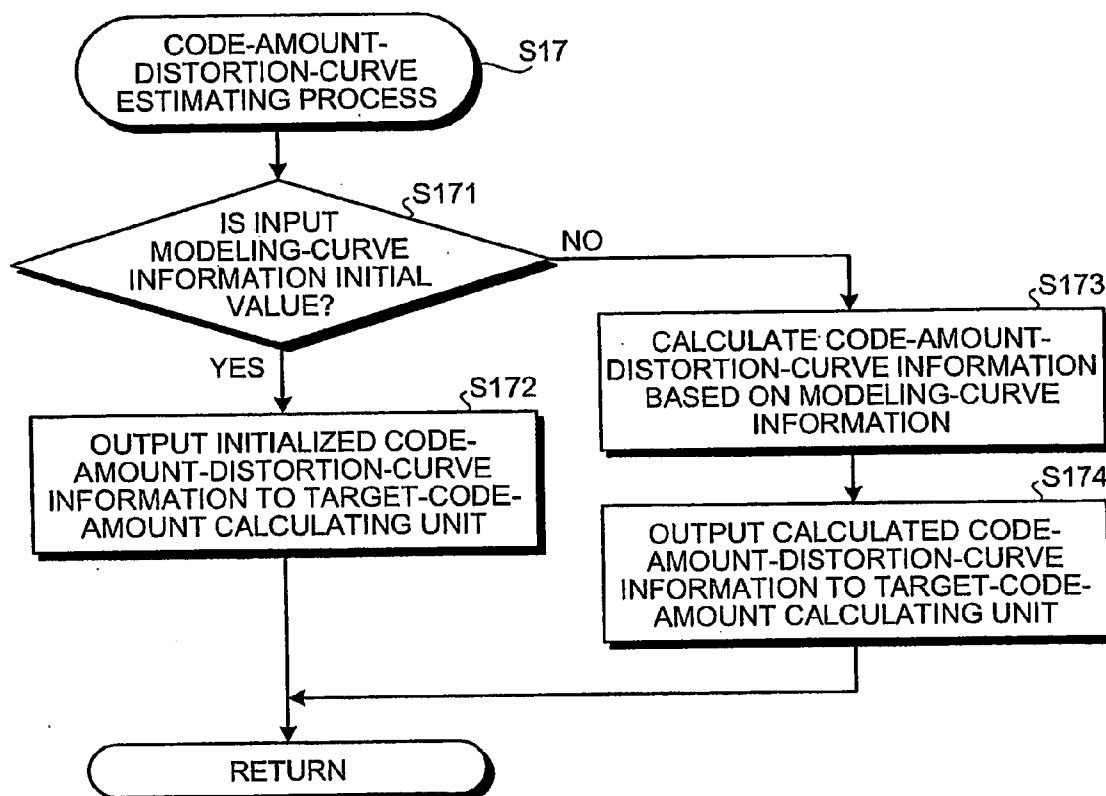 CODE-AMOUNT-
DISTORTION-CURVE
ESTIMATING PROCESS
S17
S171
IS INPUT
MODELING-CURVE
INFORMATION INITIAL
VALUE?
NO
YES
S172
OUTPUT INITIALIZED CODE-
AMOUNT-DISTORTION-CURVE
INFORMATION TO TARGET-CODE-
AMOUNT CALCULATING UNIT
S173
CALCULATE CODE-AMOUNT-
DISTORTION-CURVE INFORMATION
BASED ON MODELING-CURVE
INFORMATION
S174
OUTPUT CALCULATED CODE-
AMOUNT-DISTORTION-CURVE
INFORMATION TO TARGET-CODE-
AMOUNT CALCULATING UNIT
RETURN